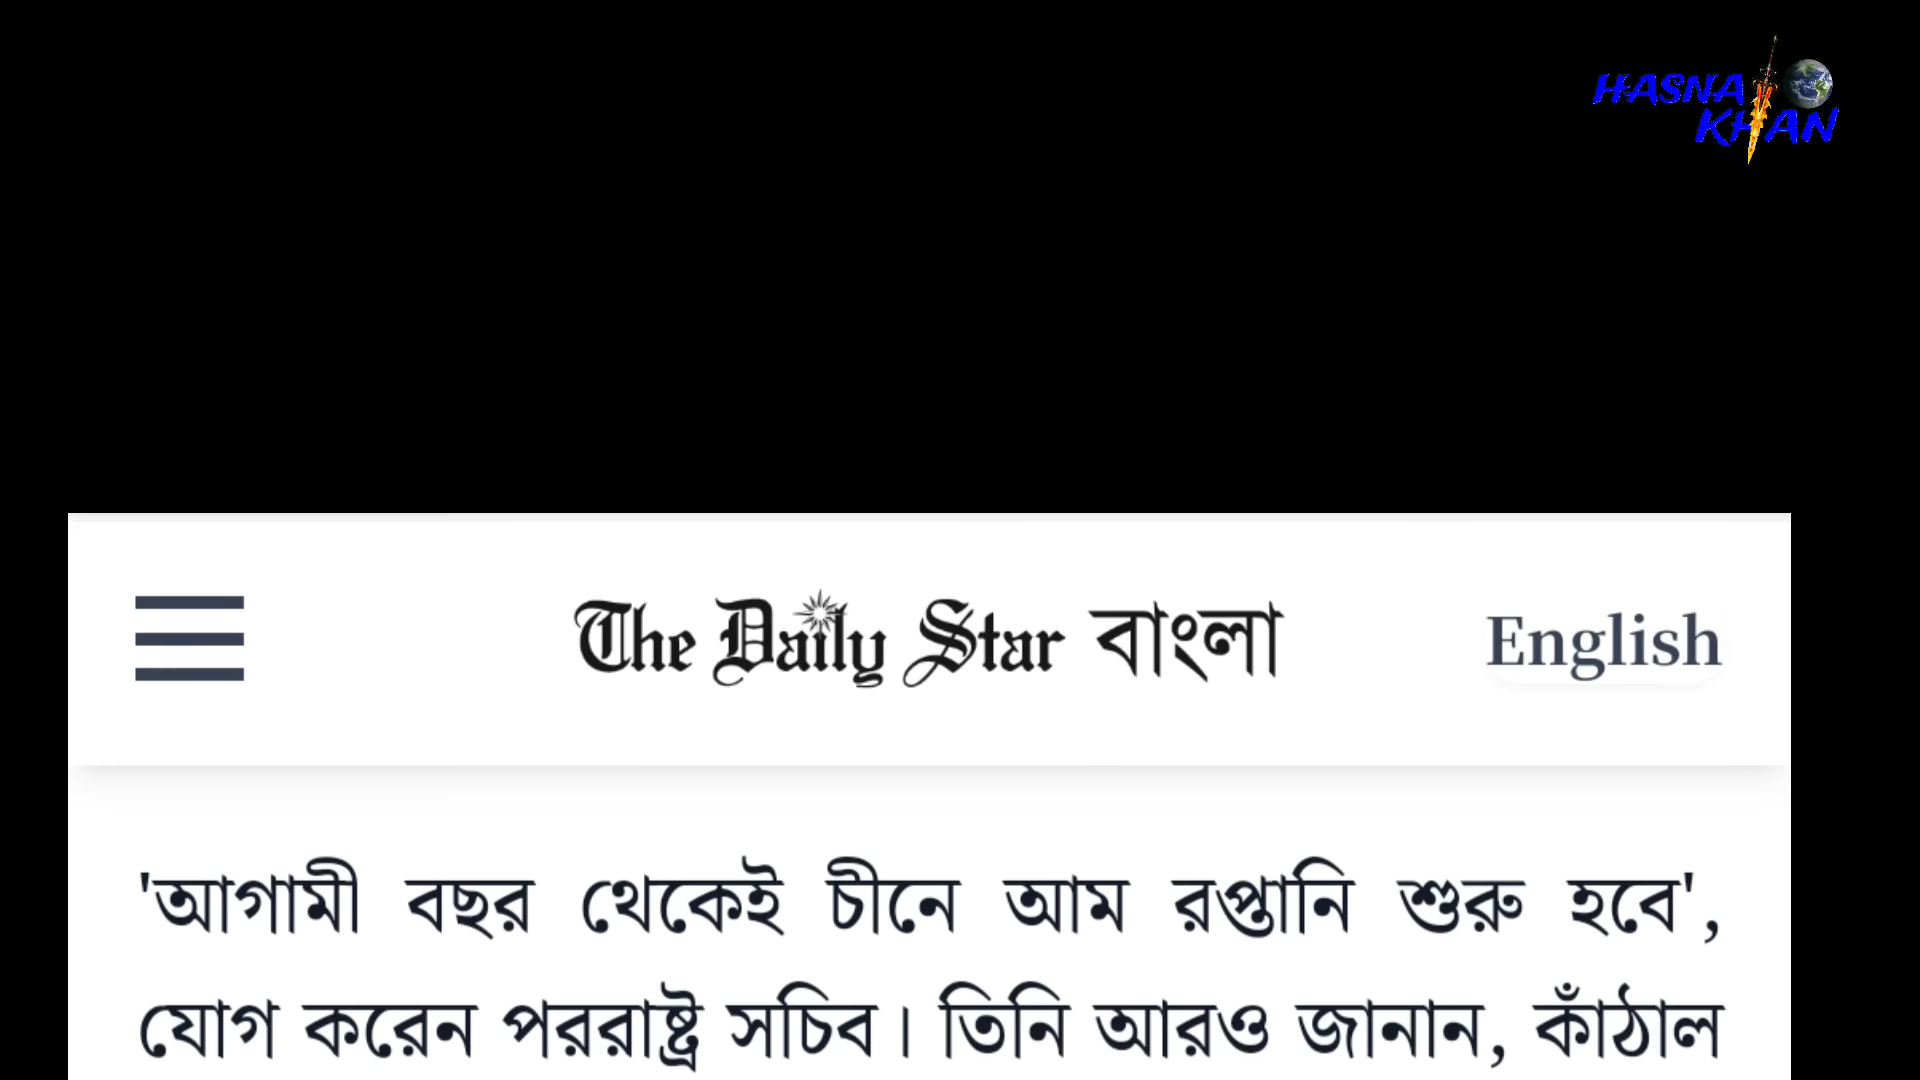 HASNA
KHAN
The Daily Star বাংলা
English
'আগামী বছর থেকেই চীনে আম রপ্তানি শুরু হবে',
যোগ করেন পররাষ্ট্র সচিব। তিনি আরও জানান, কাঁঠাল